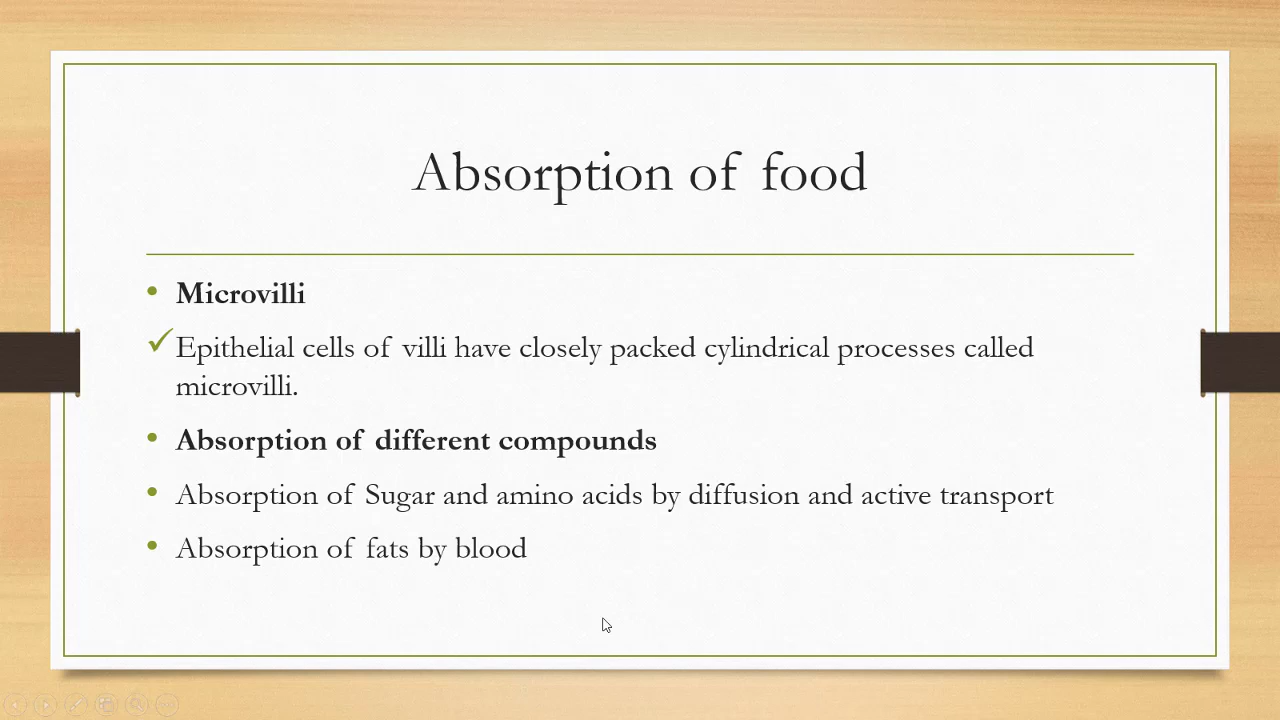 Absorption of food
• Microvilli
✓Epithelial cells of villi have closely packed cylindrical processes called
microvilli.
• Absorption of different compounds
• Absorption of Sugar and amino acids by diffusion and active transport
• Absorption of fats by blood